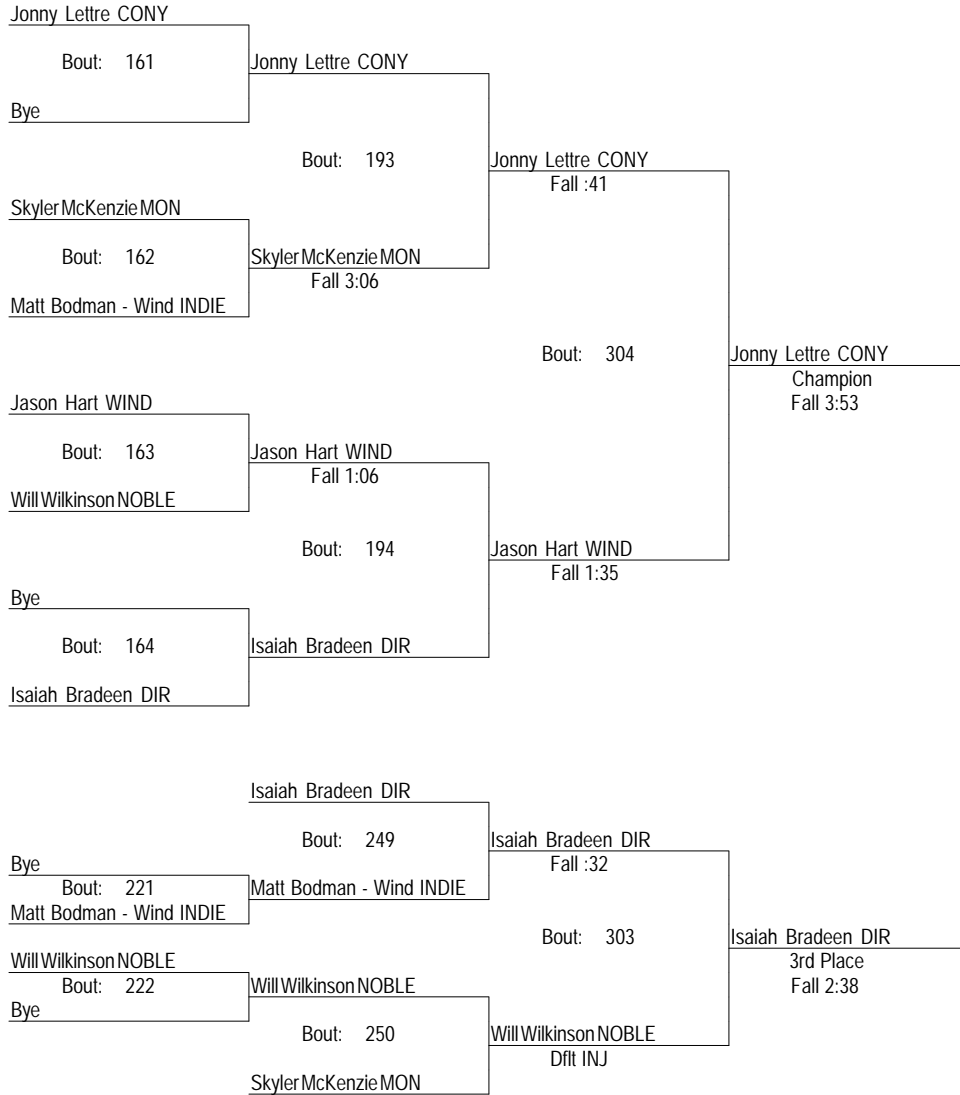 Jonny Lettre CONY
Bout: 161
Jonny Lettre CONY
Bye
Bout: 193
Jonny Lettre CONY
Fall :41
Skyler McKenzie MON
Bout: 162
Skyler McKenzie MON
Fall 3:06
Matt Bodman - Wind INDIE
Bout: 304
Jonny Lettre CONY
Champion
Fall 3:53
Jason Hart WIND
Bout: 163
Jason Hart WIND
Fall 1:06
Will Wilkinson NOBLE
Bout: 194
Jason Hart WIND
Fall 1:35
Bye
Bout: 164
Isaiah Bradeen DIR
Isaiah Bradeen DIR
Isaiah Bradeen DIR
Bout: 249
Isaiah Bradeen DIR
Fall :32
Bye
Bout: 221
Matt Bodman - Wind INDIE
Matt Bodman - Wind INDIE
Bout: 303
Isaiah Bradeen DIR
3rd Place
Fall 2:38
Will Wilkinson NOBLE
Bout: 222
Will Wilkinson NOBLE
Bye
Bout: 250
Will Wilkinson NOBLE
Dflt INJ
Skyler McKenzie MON